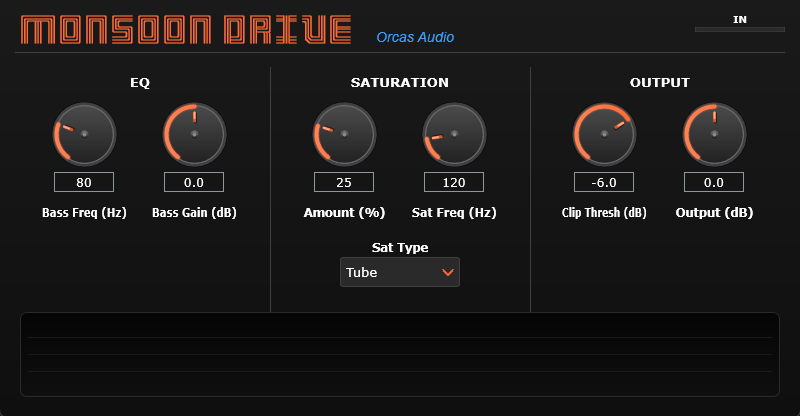 MONSOON DRIVE
Orcas Audio
IN
EQ
SATURATION
OUTPUT
80
0.0
25
120
-6.0
0.0
Bass Freq (Hz)
Bass Gain (dB)
Amount (%)
Sat Freq (Hz)
Clip Thresh (dB)
Output (dB)
Sat Type
Tube